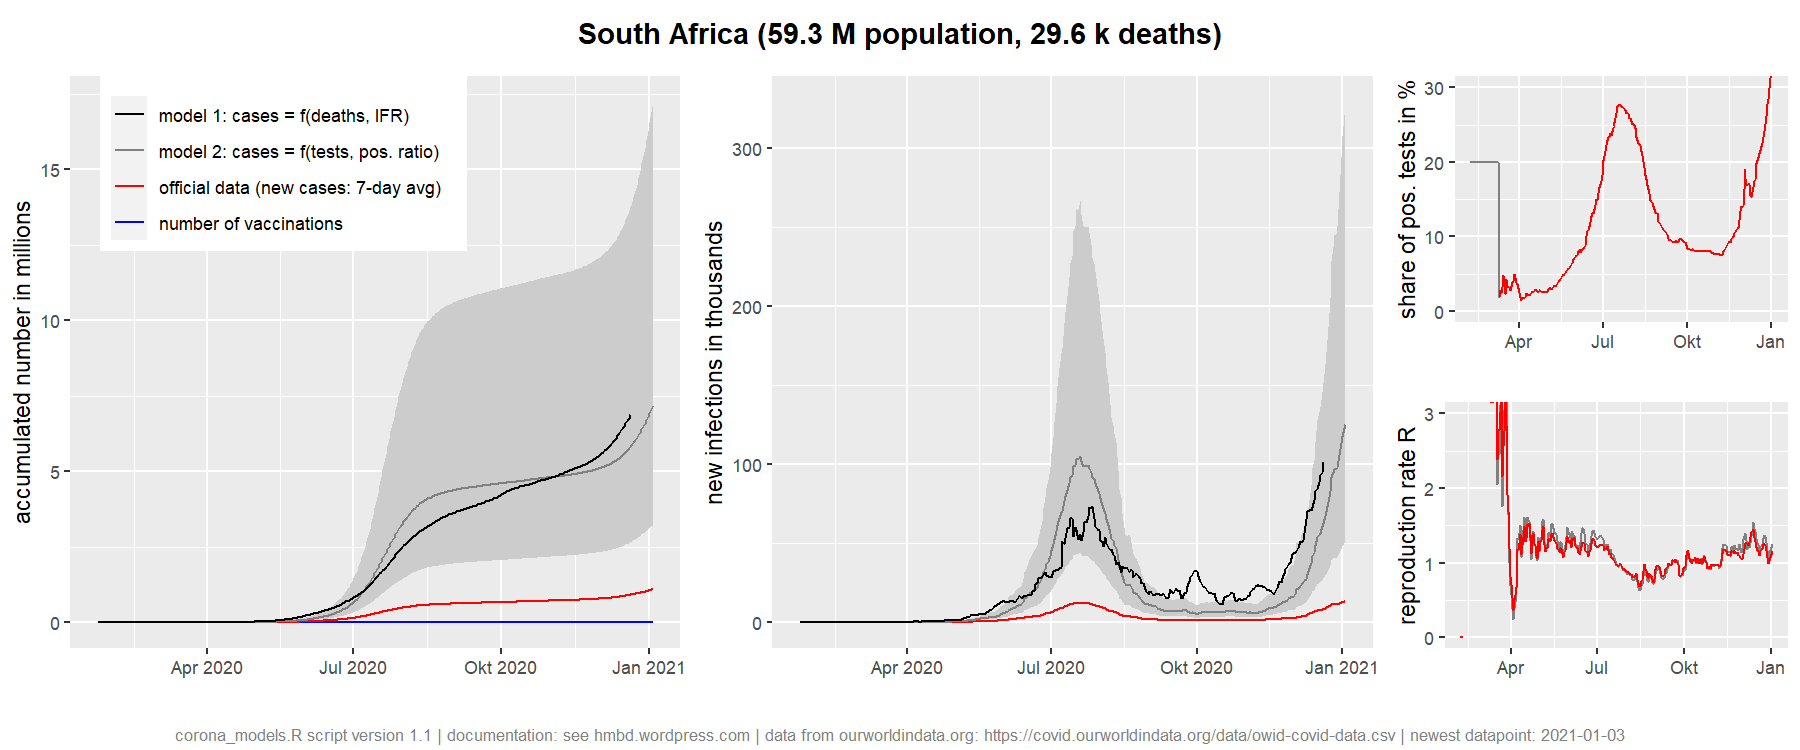 South Africa (59.3 M population, 29.6 k deaths)
accumulated number in millions
15
10
5
0
model 1: cases = f(deaths, IFR)
model 2: cases = f(tests, pos. ratio)
official data (new cases: 7-day avg)
number of vaccinations
Apr 2020 Jul 2020 Okt 2020 Jan 2021
new infections in thousands
300
200
100
0
Apr 2020 Jul 2020 Okt 2020 Jan 2021
share of pos. tests in %
30
20
10
0
Apr Jul Okt Jan
reproduction rate R
3
2
1
0
Apr Jul Okt Jan
corona_models.R script version 1.1 | documentation: see hmbd.wordpress.com | data from ourworldindata.org: https://covid.ourworldindata.org/data/owid-covid-data.csv | newest datapoint: 2021-01-03